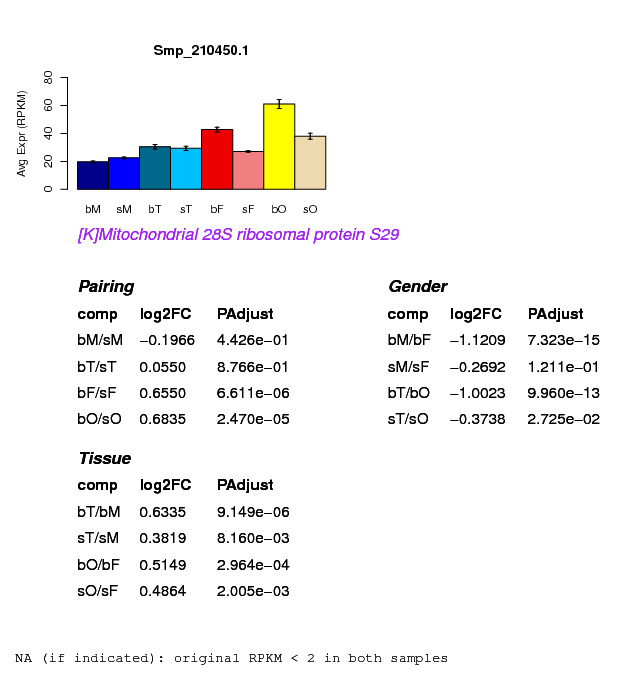 Smp_210450.1
Avg Expr (RPKM)
80
60
40
20
0
bM sM bT sT bF sF bO sO
[K]Mitochondrial 28S ribosomal protein S29
Pairing
comp log2FC PAdjust
bM/sM −0.1966 4.426e−01
bT/sT 0.0550 8.766e−01
bF/sF 0.6550 6.611e−06
bO/sO 0.6835 2.470e−05
Gender
comp log2FC PAdjust
bM/bF −1.1209 7.323e−15
sM/sF −0.2692 1.211e−01
bT/bO −1.0023 9.960e−13
sT/sO −0.3738 2.725e−02
Tissue
comp log2FC PAdjust
bT/bM 0.6335 9.149e−06
sT/sM 0.3819 8.160e−03
bO/bF 0.5149 2.964e−04
sO/sF 0.4864 2.005e−03
NA (if indicated): original RPKM < 2 in both samples